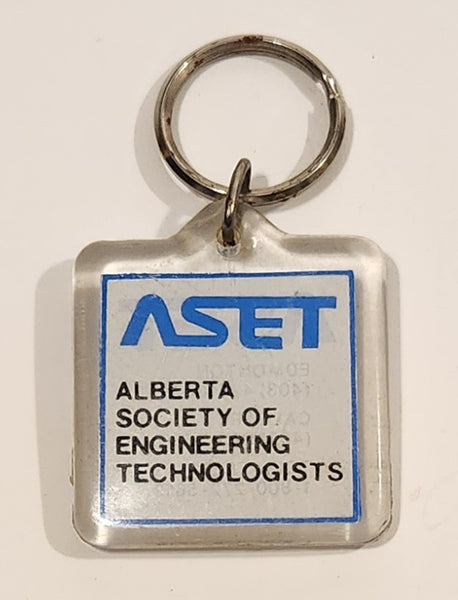 ASET
ALBERTA
SOCIETY OF
ENGINEERING
TECHNOLOGISTS